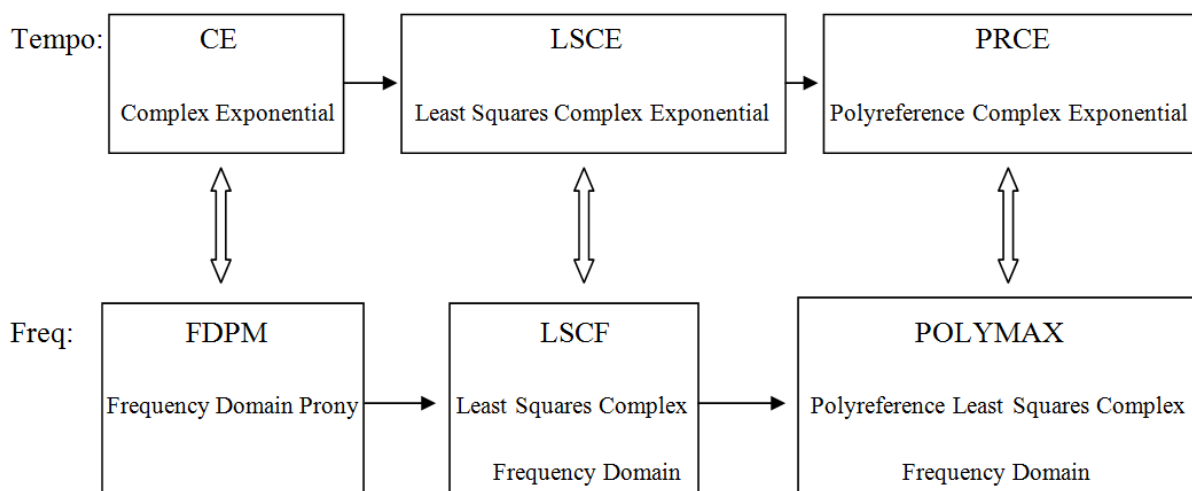 Tempo: CE LSCE PRCE
Complex Exponential Least Squares Complex Exponential Polyreference Complex Exponential
Freq: FDPM LSCF POLYMAX
Frequency Domain Prony Least Squares Complex Polyreference Least Squares Complex
Frequency Domain Frequency Domain